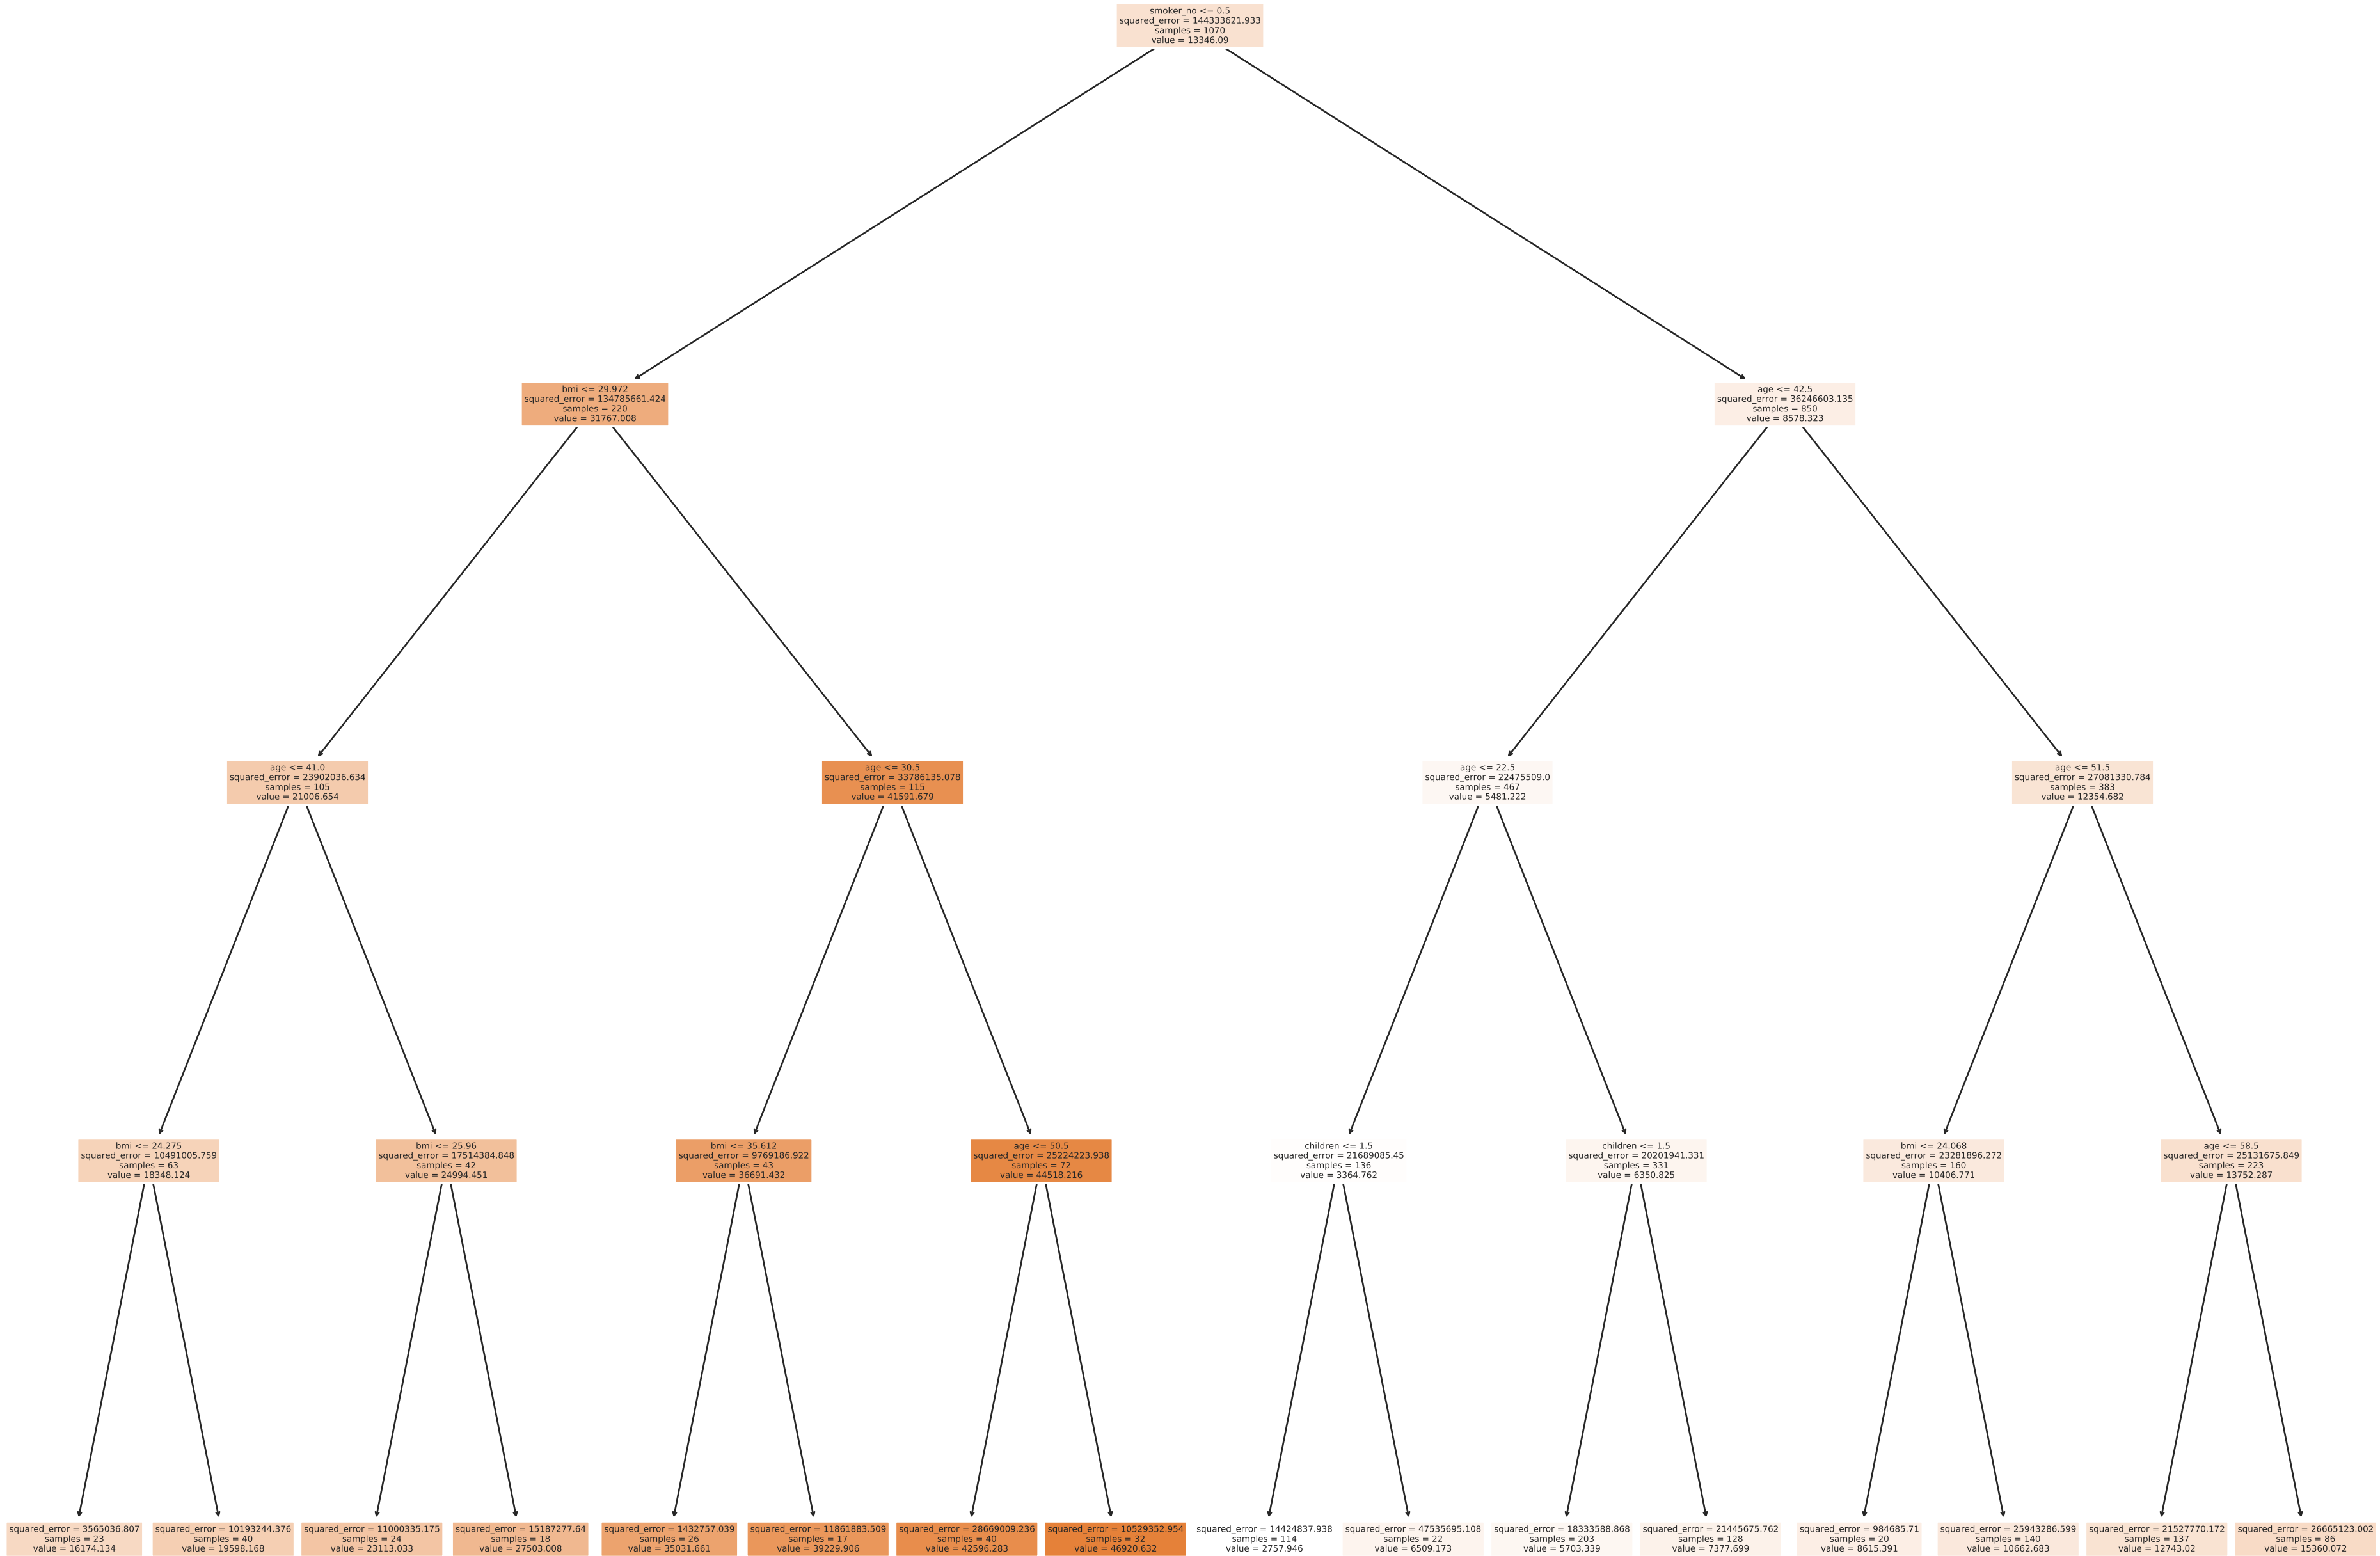 smoker_no <= 0.5
squared_error = 144333621.933
samples = 1070
value = 13346.09
bmi <= 29.972
squared_error = 134785661.424
samples = 220
value = 31767.008
age <= 42.5
squared_error = 36246603.135
samples = 850
value = 8578.323
age <= 41.0
squared_error = 23902036.634
samples = 105
value = 21006.654
age <= 30.5
squared_error = 33786135.078
samples = 115
value = 41591.679
age <= 22.5
squared_error = 22475509.0
samples = 467
value = 5481.222
age <= 51.5
squared_error = 27081330.784
samples = 383
value = 12354.682
bmi <= 24.275
squared_error = 10491005.759
samples = 63
value = 18348.124
bmi <= 25.96
squared_error = 17514384.848
samples = 42
value = 24994.451
bmi <= 35.612
squared_error = 9769186.922
samples = 43
value = 36691.432
age <= 50.5
squared_error = 25224223.938
samples = 72
value = 44518.216
children <= 1.5
squared_error = 21689085.45
samples = 136
value = 3364.762
children <= 1.5
squared_error = 20201941.331
samples = 331
value = 6350.825
bmi <= 24.068
squared_error = 23281896.272
samples = 160
value = 10406.771
age <= 58.5
squared_error = 25131675.849
samples = 223
value = 13752.287
squared_error = 3565036.807
samples = 23
value = 16174.134
squared_error = 10193244.376
samples = 40
value = 19598.168
squared_error = 11000335.175
samples = 24
value = 23113.033
squared_error = 15187277.64
samples = 18
value = 27503.008
squared_error = 1432757.039
samples = 26
value = 35031.661
squared_error = 11861883.509
samples = 17
value = 39229.906
squared_error = 28669009.236
samples = 40
value = 42596.283
squared_error = 10529352.954
samples = 32
value = 46920.632
squared_error = 14424837.938
samples = 114
value = 2757.946
squared_error = 47535695.108
samples = 22
value = 6509.173
squared_error = 18333588.868
samples = 203
value = 5703.339
squared_error = 21445675.762
samples = 128
value = 7377.699
squared_error = 984685.71
samples = 20
value = 8615.391
squared_error = 25943286.599
samples = 140
value = 10662.683
squared_error = 21527770.172
samples = 137
value = 12743.02
squared_error = 26665123.002
samples = 86
value = 15360.072